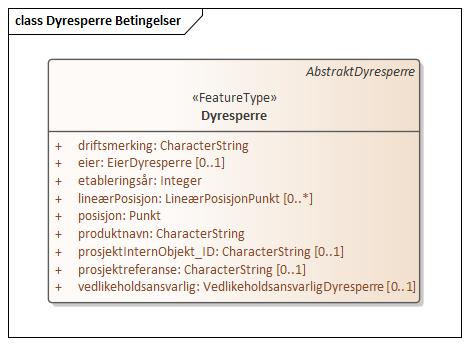 class Dyresperre Betingelser
AbstraktDyresperre
«FeatureType»
Dyresperre
+ driftsmerking: CharacterString
+ eier: EierDyresperre [0..1]
+ etableringsår: Integer
+ lineærPosisjon: LineærPosisjonPunkt [0..*]
+ posisjon: Punkt
+ produktnavn: CharacterString
+ prosjektInternObjekt_ID: CharacterString [0..1]
+ prosjektreferanse: CharacterString [0..1]
+ vedlikeholdsansvarlig: VedlikeholdsansvarligDyresperre [0..1]